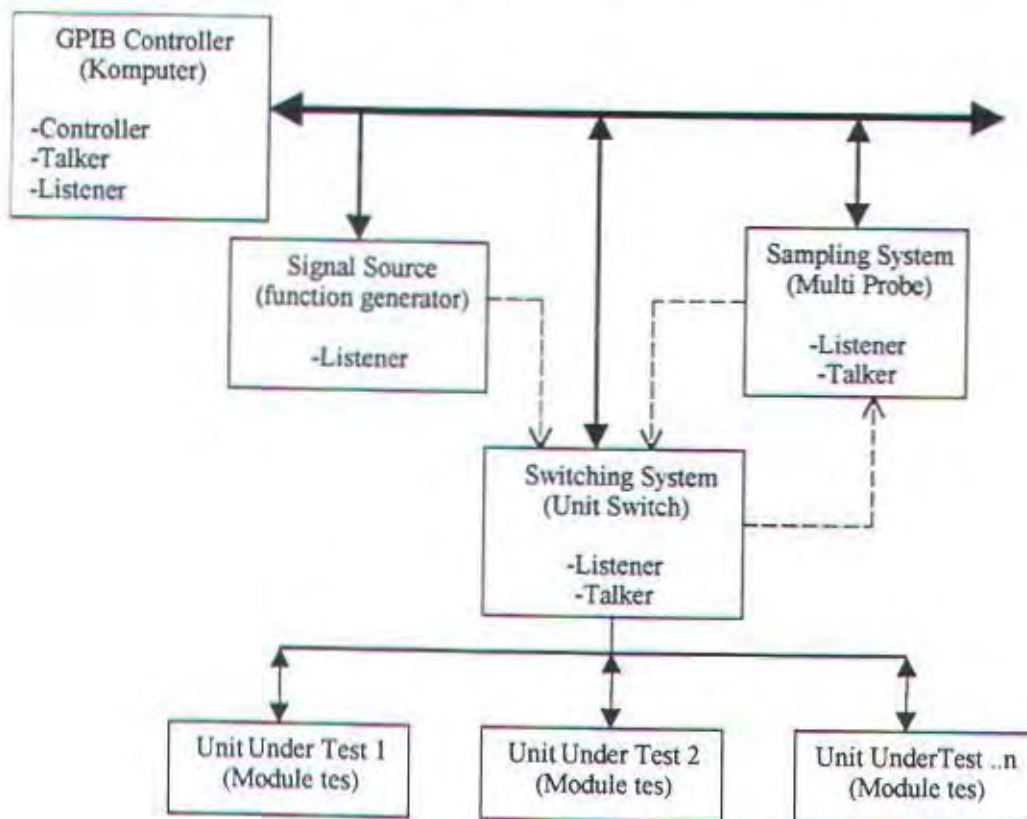 GPIB Controller
(Komputer)
-Controller
-Talker
-Listener
Signal Source
(function generator)
-Listener
Sampling System
(Multi Probe)
-Listener
-Talker
Switching System
(Unit Switch)
-Listener
-Talker
Unit Under Test 1
(Module tes)
Unit Under Test 2
(Module tes)
Unit UnderTest ..n
(Module tes)